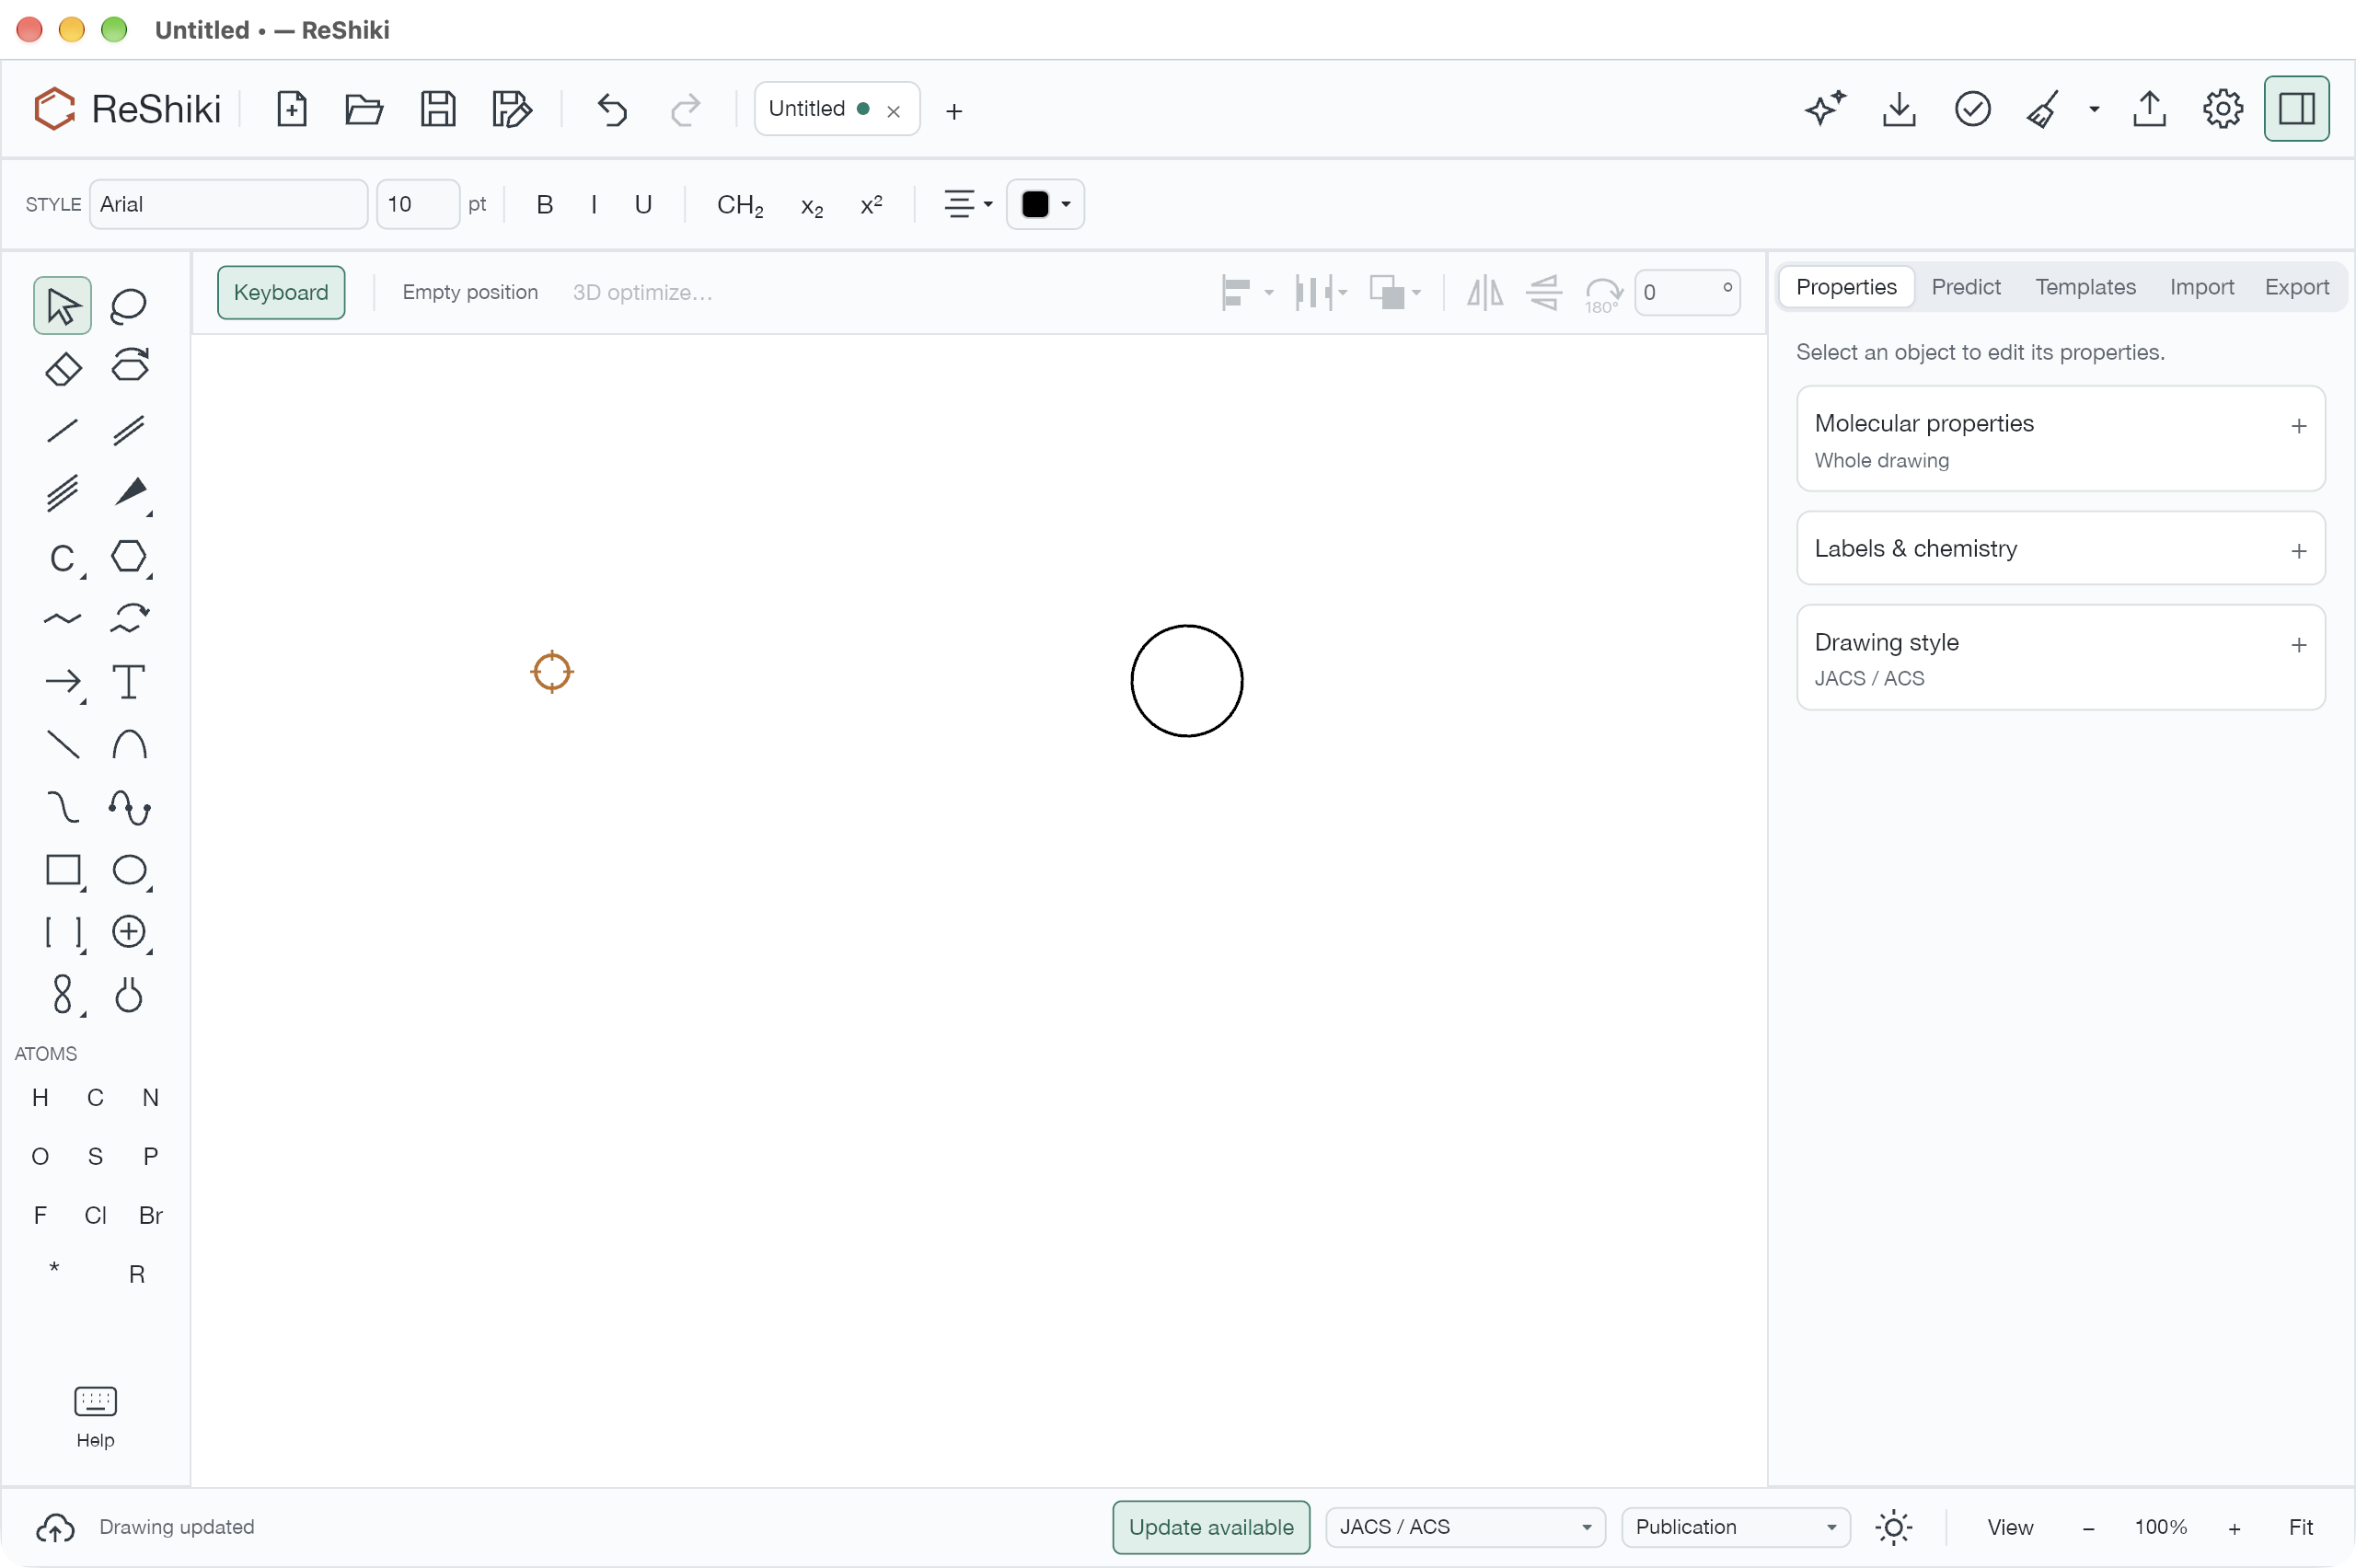 Untitled • — ReShiki
ReShiki
Untitled
STYLE Arial 10 pt B I U CH₂ x₂ x²
Keyboard Empty position 3D optimize... 180° 0 °
Properties Predict Templates Import Export
Select an object to edit its properties.
Molecular properties +
Whole drawing
Labels & chemistry +
Drawing style +
JACS / ACS
C
T
[ ]
ATOMS
H C N
O S P
F Cl Br
* R
Help
Drawing updated Update available JACS / ACS Publication View – 100% + Fit